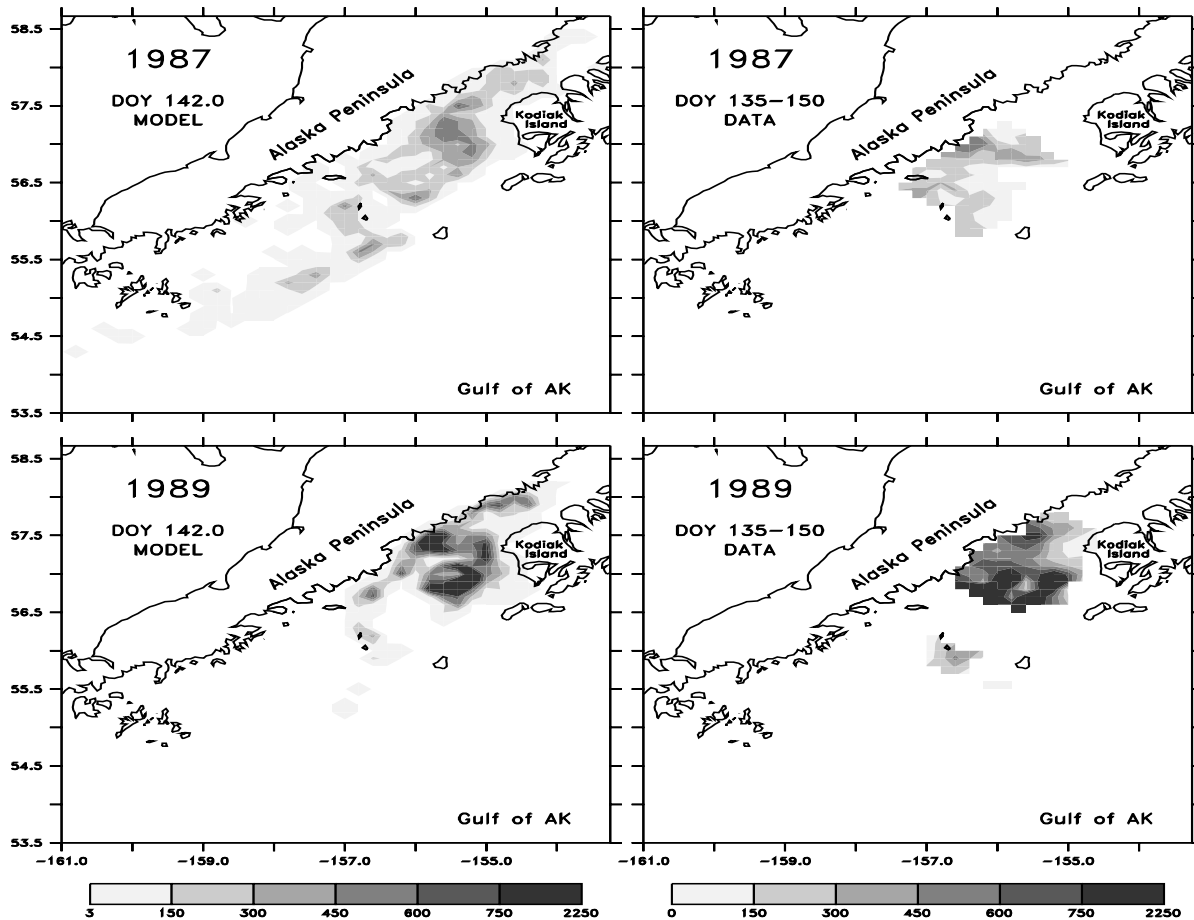 58.5
57.5
56.5
55.5
54.5
53.5
1987
DOY 142.0
MODEL
Alaska Peninsula
Kodiak
Island
Gulf of AK
1987
DOY 135-150
DATA
Alaska Peninsula
Kodiak
Island
Gulf of AK
58.5
57.5
56.5
55.5
54.5
53.5
1989
DOY 142.0
MODEL
Alaska Peninsula
Kodiak
Island
Gulf of AK
1989
DOY 135-150
DATA
Alaska Peninsula
Kodiak
Island
Gulf of AK
-161.0 -159.0 -157.0 -155.0
-161.0 -159.0 -157.0 -155.0
3 150 300 450 600 750 2250
0 150 300 450 600 750 2250